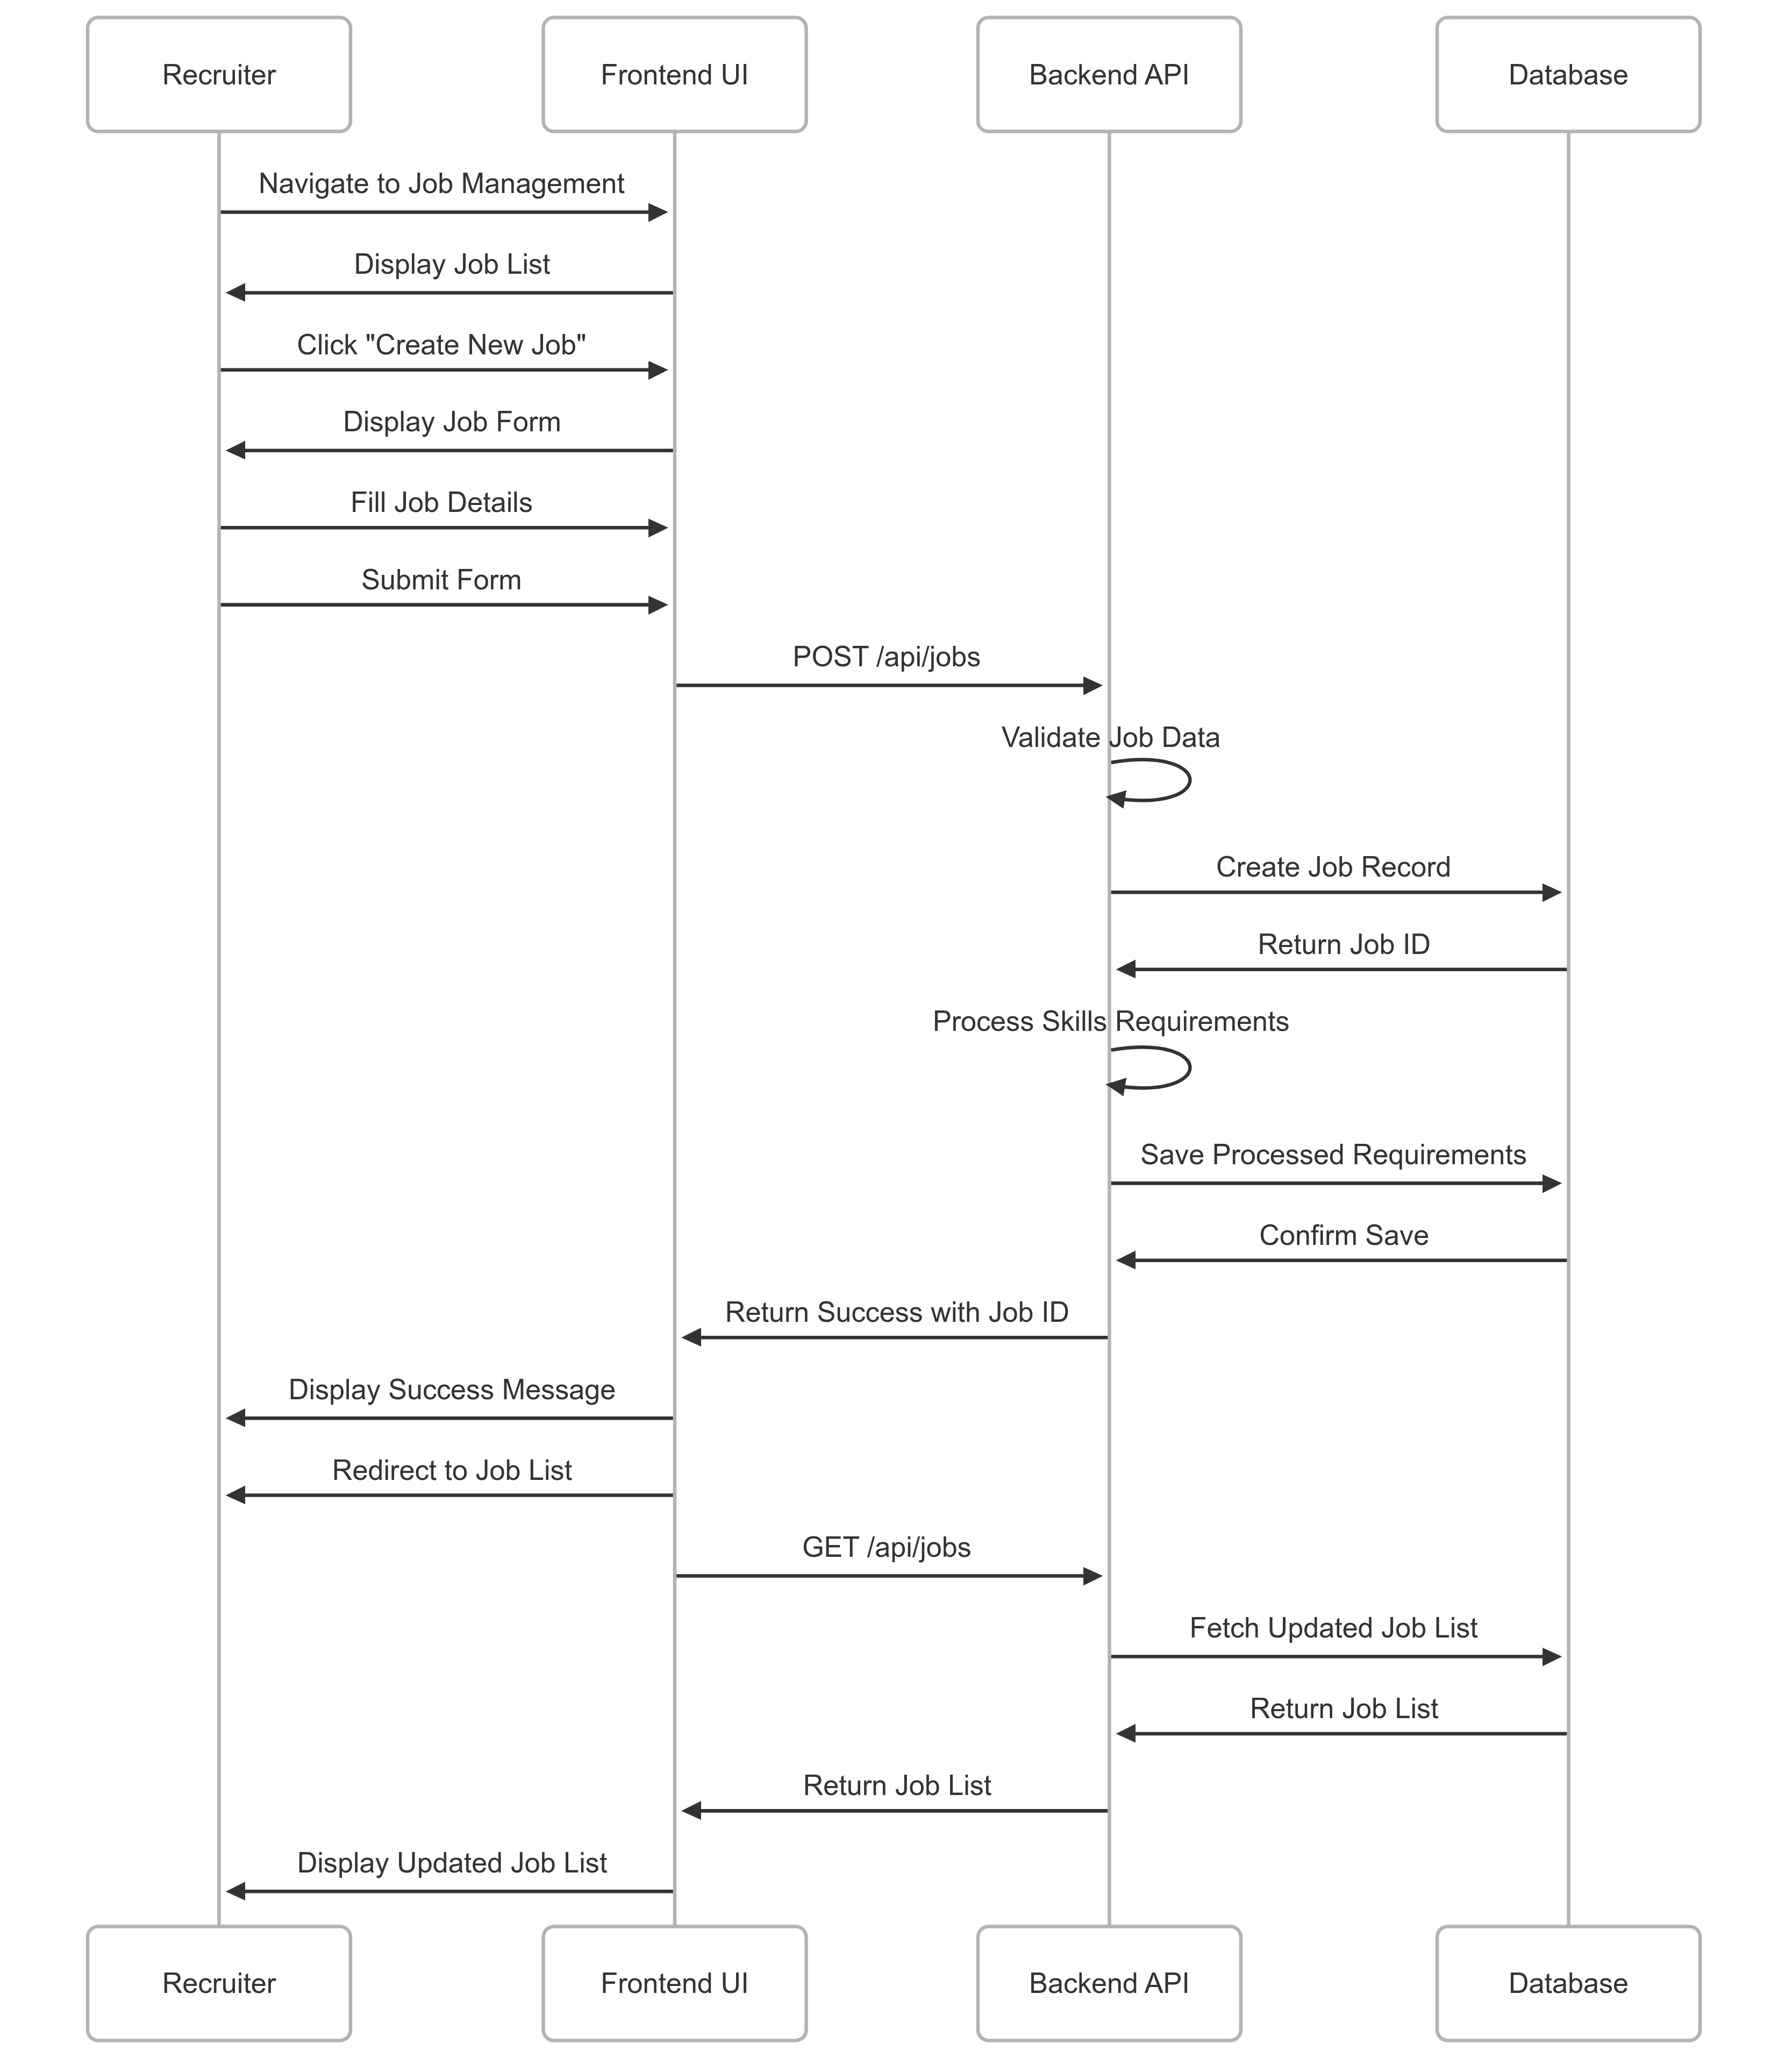 Recruiter
Frontend UI
Backend API
Database
Navigate to Job Management
Display Job List
Click "Create New Job"
Display Job Form
Fill Job Details
Submit Form
POST /api/jobs
Validate Job Data
Create Job Record
Return Job ID
Process Skills Requirements
Save Processed Requirements
Confirm Save
Return Success with Job ID
Display Success Message
Redirect to Job List
GET /api/jobs
Fetch Updated Job List
Return Job List
Return Job List
Display Updated Job List
Recruiter
Frontend UI
Backend API
Database